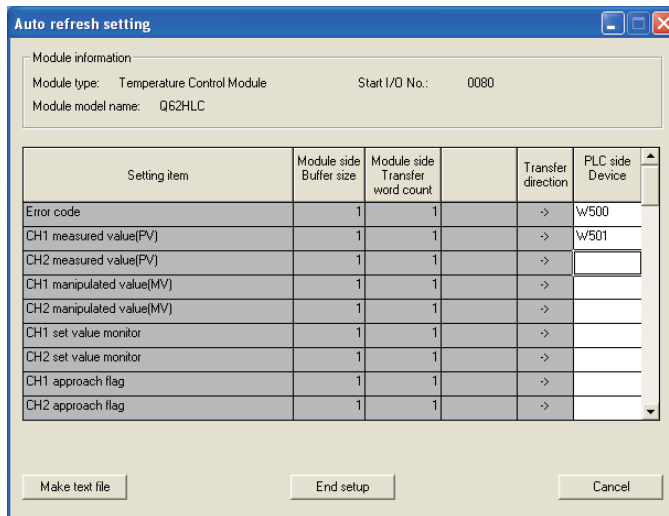 Auto refresh setting
Module information
Module type: Temperature Control Module Start I/O No.: 0080
Module model name: Q62HLC
Setting item Module side Buffer size Module side Transfer word count Transfer direction PLC side Device
Error code 1 1 -> W500
CH1 measured value(PV) 1 1 -> W501
CH2 measured value(PV) 1 1 ->
CH1 manipulated value(MV) 1 1 ->
CH2 manipulated value(MV) 1 1 ->
CH1 set value monitor 1 1 ->
CH2 set value monitor 1 1 ->
CH1 approach flag 1 1 ->
CH2 approach flag 1 1 ->
Make text file End setup Cancel